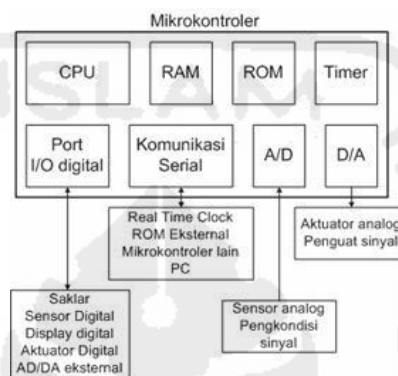 Mikrokontroler
CPU
RAM
ROM
Timer
Port
I/O digital
Komunikasi
Serial
A/D
D/A
Real Time Clock
ROM Eksternal
Mikrokontroler lain
PC
Aktuator analog
Penguat sinyal
Saklar
Sensor Digital
Display digital
Aktuator Digital
AD/DA eksternal
Sensor analog
Pengkondisi
sinyal
ISLAM